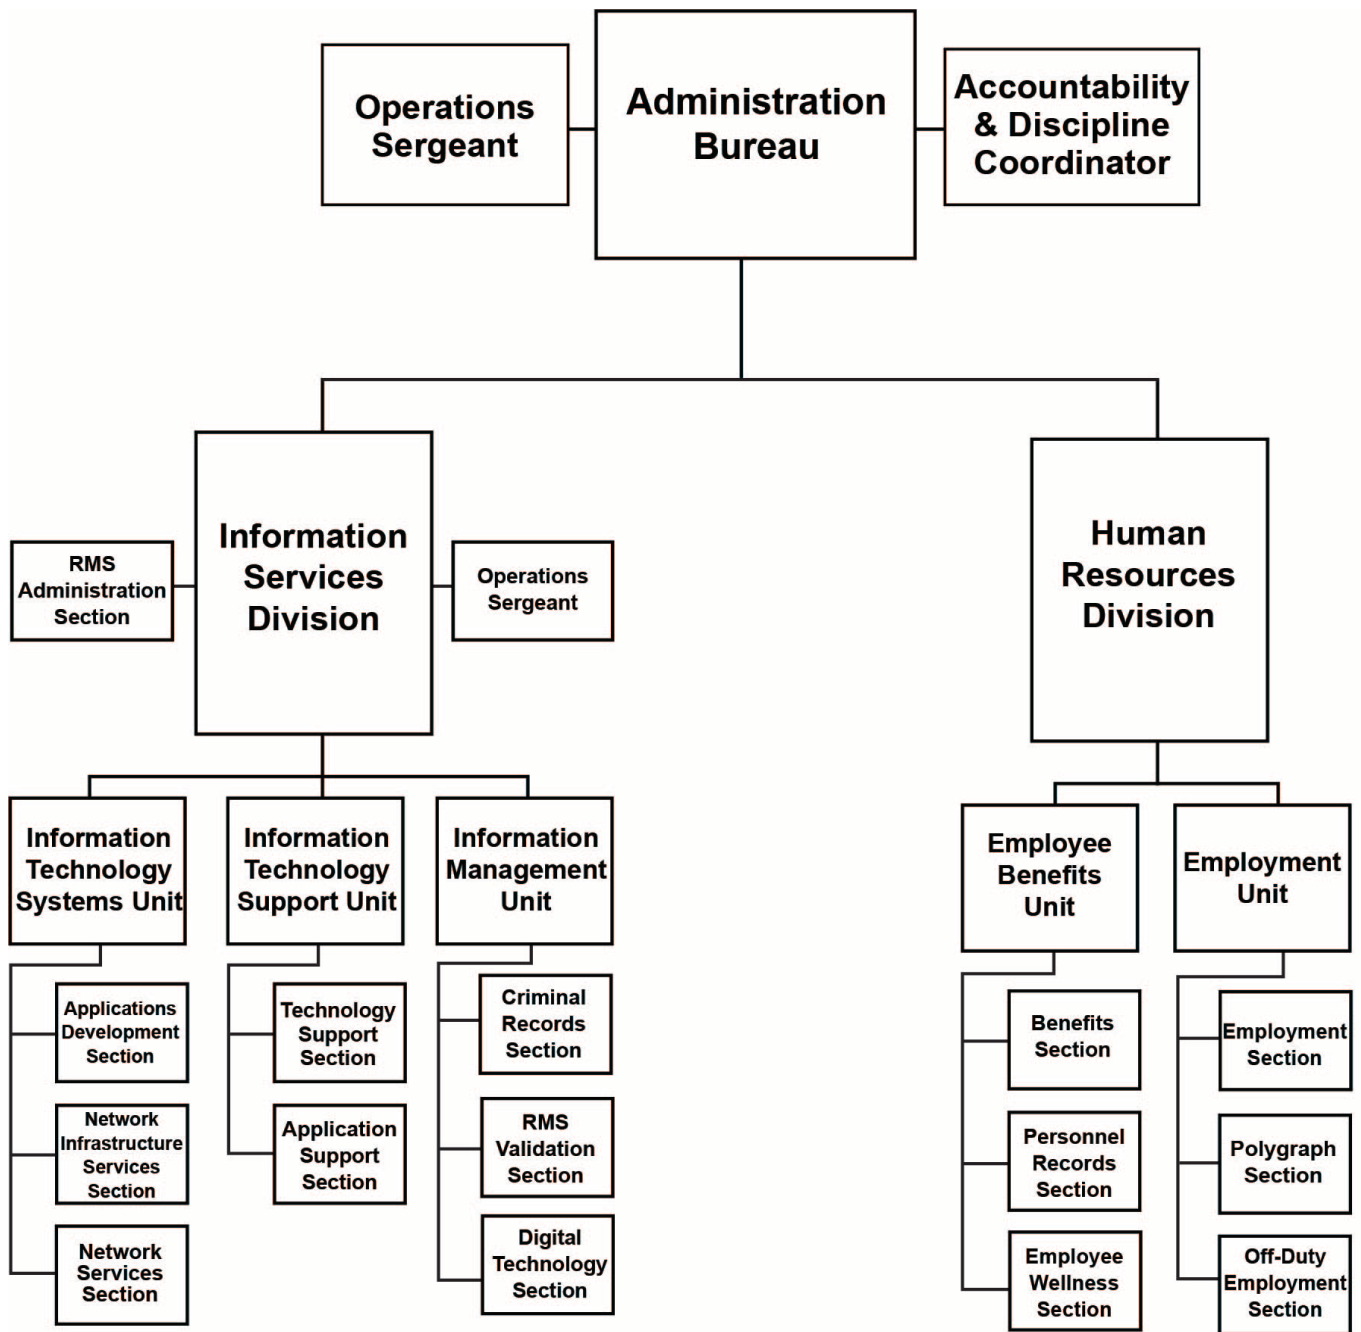 Operations
Sergeant
Administration
Bureau
Accountability
& Discipline
Coordinator
RMS
Administration
Section
Information
Services
Division
Operations
Sergeant
Human
Resources
Division
Information
Technology
Systems Unit
Information
Technology
Support Unit
Information
Management
Unit
Employee
Benefits
Unit
Employment
Unit
Applications
Development
Section
Network
Infrastructure
Services
Section
Network
Services
Section
Technology
Support
Section
Application
Support
Section
Criminal
Records
Section
RMS
Validation
Section
Digital
Technology
Section
Benefits
Section
Personnel
Records
Section
Employee
Wellness
Section
Employment
Section
Polygraph
Section
Off-Duty
Employment
Section